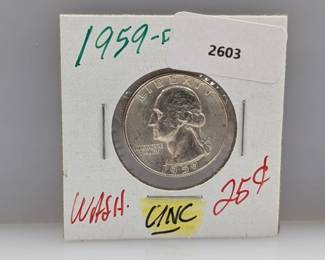 1959-
2603
LIBERTY
1959
WASH.
UNC
25¢